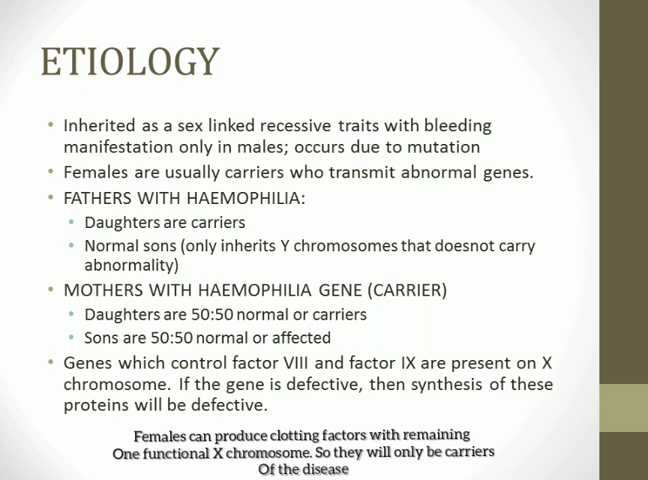 ETIOLOGY
• Inherited as a sex linked recessive traits with bleeding
manifestation only in males; occurs due to mutation
• Females are usually carriers who transmit abnormal genes.
• FATHERS WITH HAEMOPHILIA:
• Daughters are carriers
• Normal sons (only inherits Y chromosomes that doesnot carry
abnormality)
• MOTHERS WITH HAEMOPHILIA GENE (CARRIER)
• Daughters are 50:50 normal or carriers
• Sons are 50:50 normal or affected
• Genes which control factor VIII and factor IX are present on X
chromosome. If the gene is defective, then synthesis of these
proteins will be defective.
Females can produce clotting factors with remaining
One functional X chromosome. So they will only be carriers
Of the disease